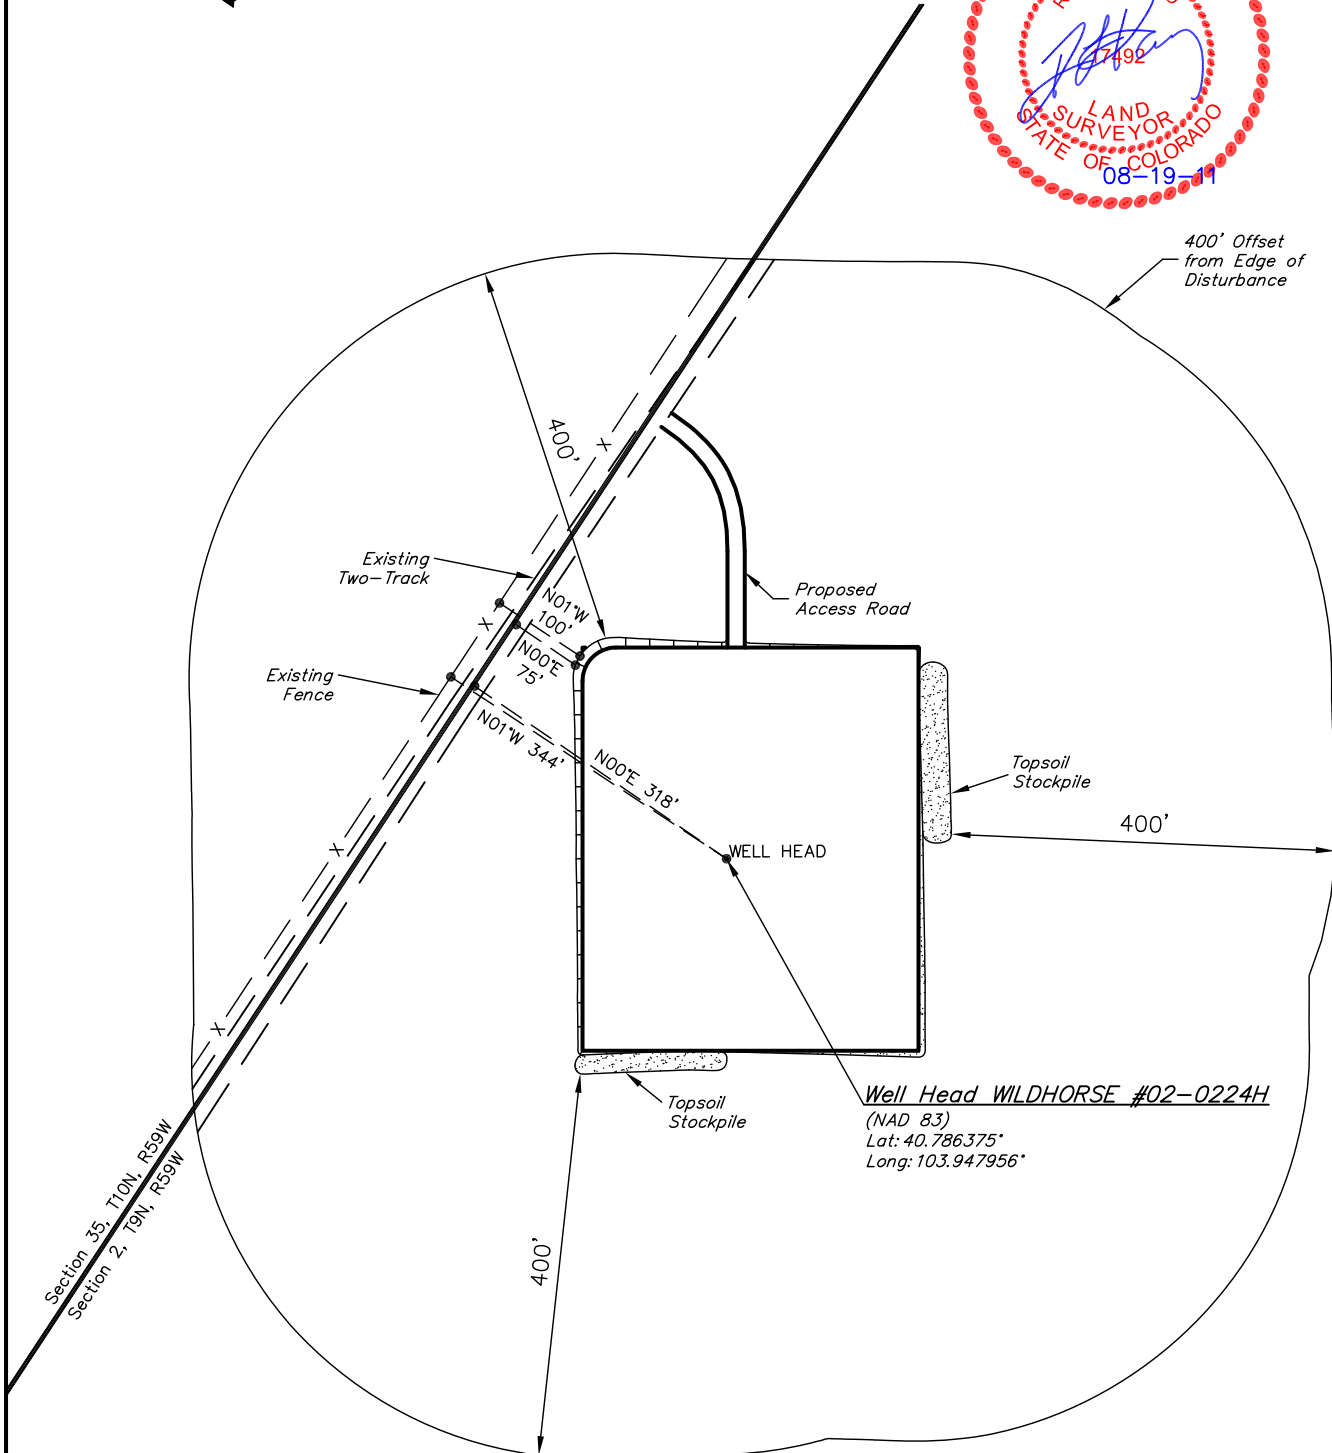 17492
LAND
SURVEYOR
STATE OF COLORADO
08-19-11
400' Offset
from Edge of
Disturbance
400'
X
Existing
Two-Track
N01°W
100'
Proposed
Access Road
X
N00°E
75'
Existing
Fence
N01°W 344'
N00°E 318'
Topsoil
Stockpile
400'
X
WELL HEAD
X
Topsoil
Stockpile
Well Head WILDHORSE #02-0224H
(NAD 83)
Lat: 40.786375°
Long: 103.947956°
Section 35, T10N, R59W
Section 2, T9N, R59W
400'